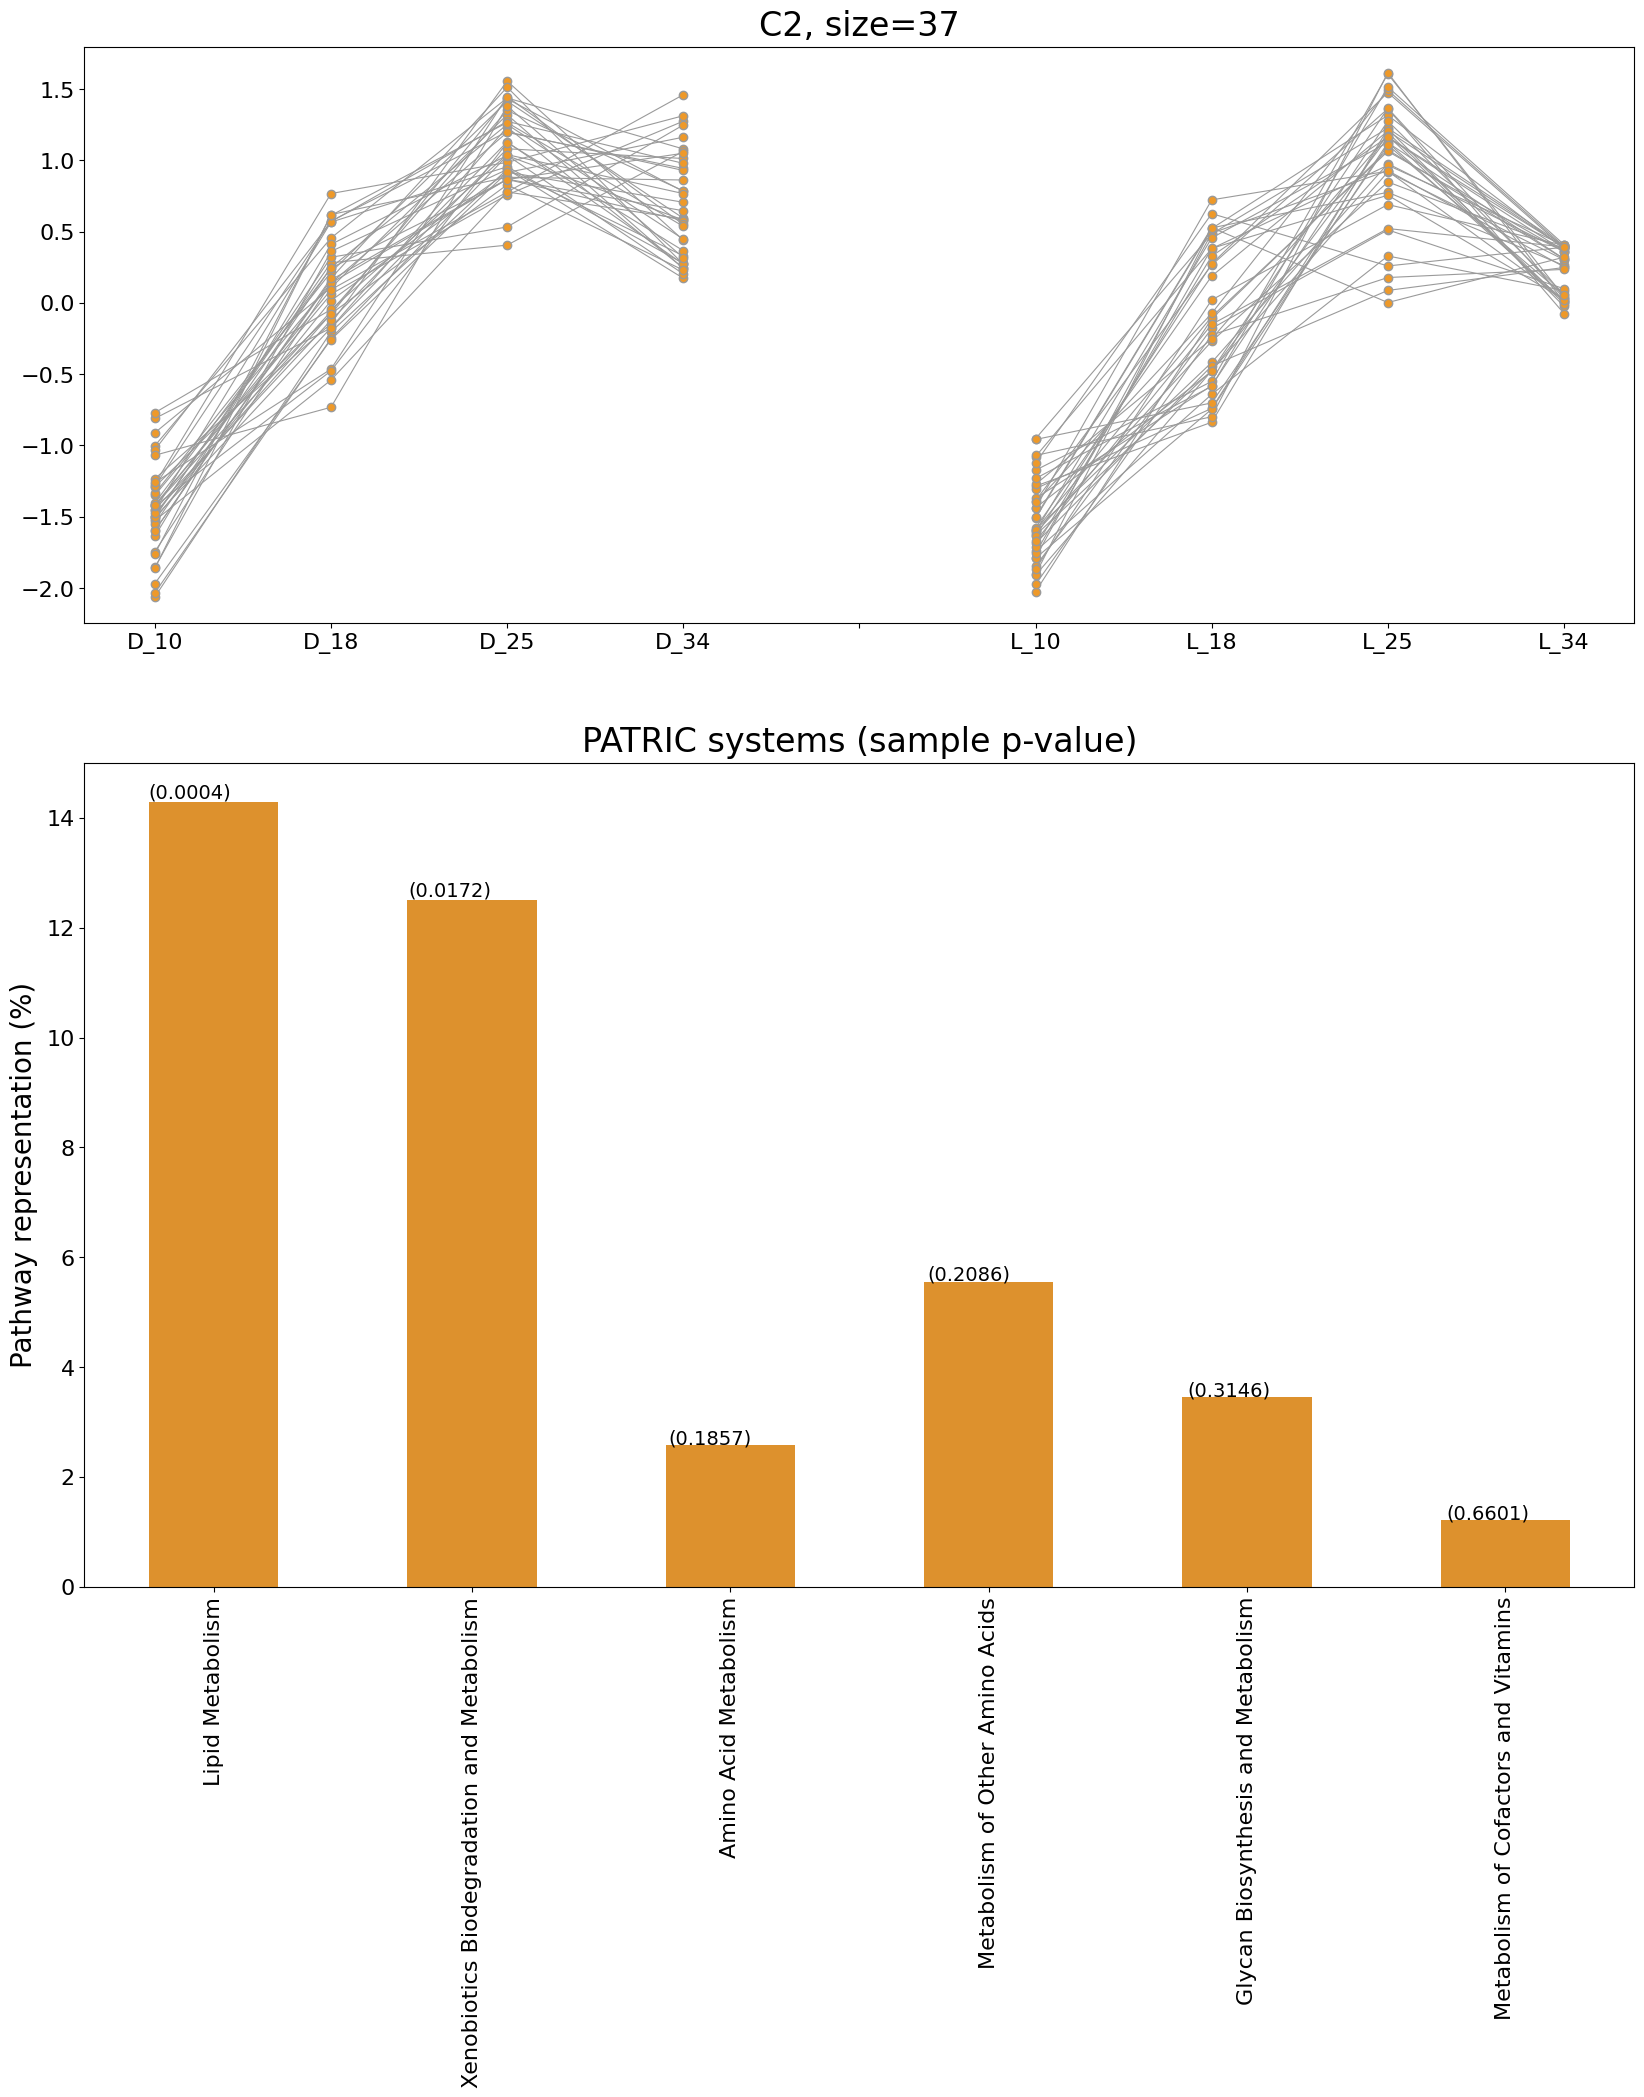 C2, size=37
1.5
1.0
0.5
0.0
−0.5
−1.0
−1.5
−2.0
D_10 D_18 D_25 D_34 L_10 L_18 L_25 L_34
PATRIC systems (sample p-value)
Pathway representation (%)
14
12
10
8
6
4
2
0
(0.0004)
(0.0172)
(0.1857)
(0.2086)
(0.3146)
(0.6601)
Lipid Metabolism
Xenobiotics Biodegradation and Metabolism
Amino Acid Metabolism
Metabolism of Other Amino Acids
Glycan Biosynthesis and Metabolism
Metabolism of Cofactors and Vitamins